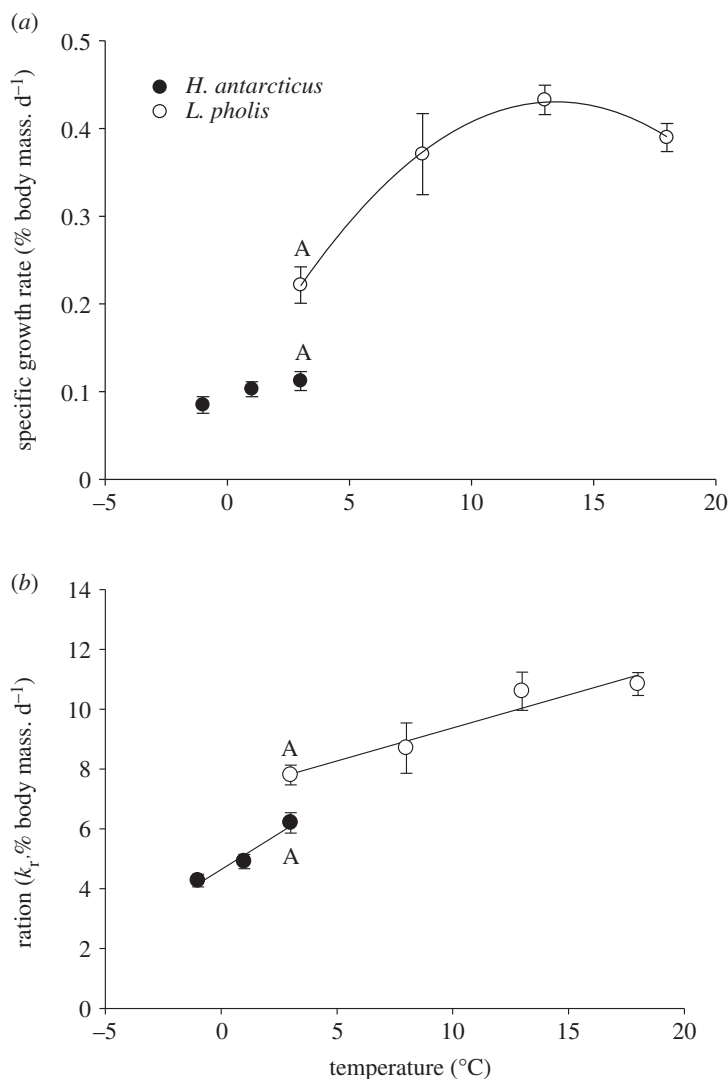 (a)
0.5
H. antarcticus
L. pholis
0.4
0.3
A
0.2
A
0.1
0
–5 0 5 10 15 20
specific growth rate (% body mass. d⁻¹)
(b)
14
12
10
A
8
6
A
4
2
0
–5 0 5 10 15 20
ration (kᵣ,% body mass. d⁻¹)
temperature (°C)